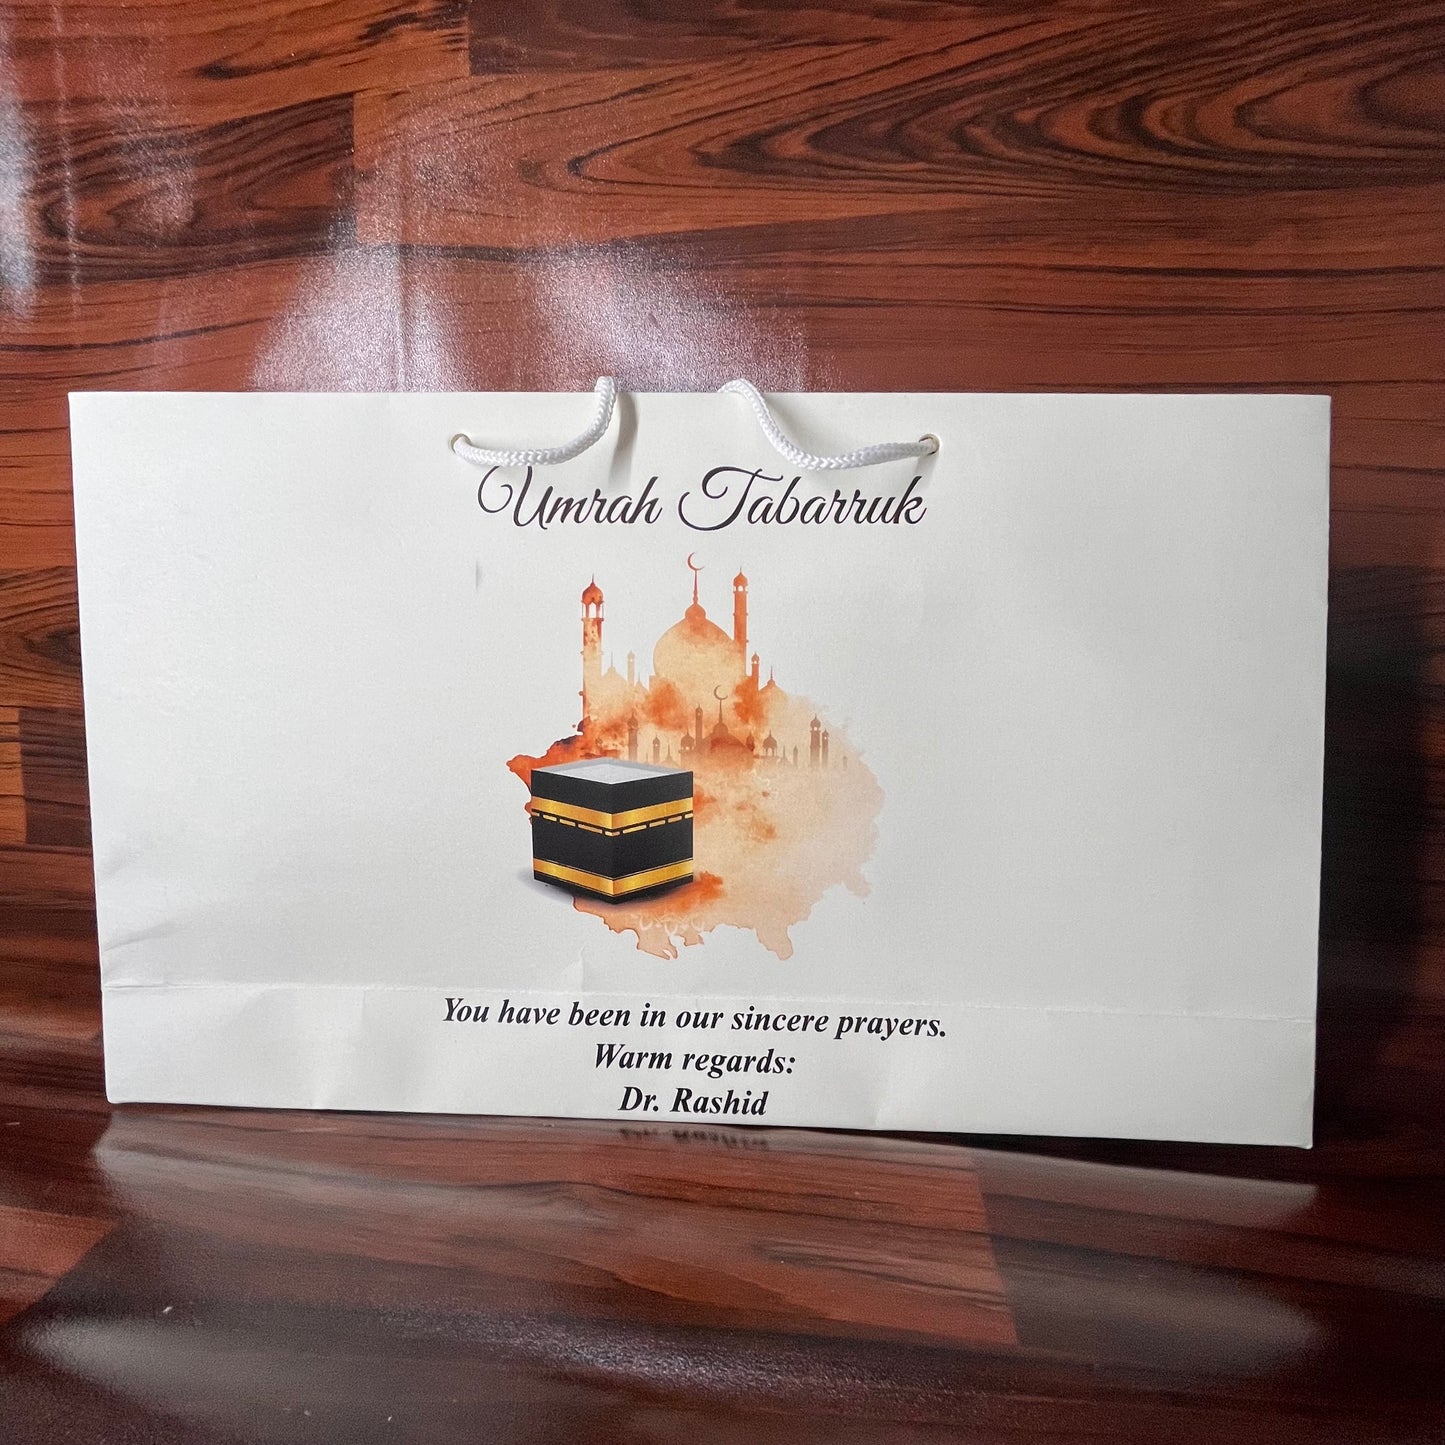 Umrah Tabarruk
You have been in our sincere prayers.
Warm regards:
Dr. Rashid